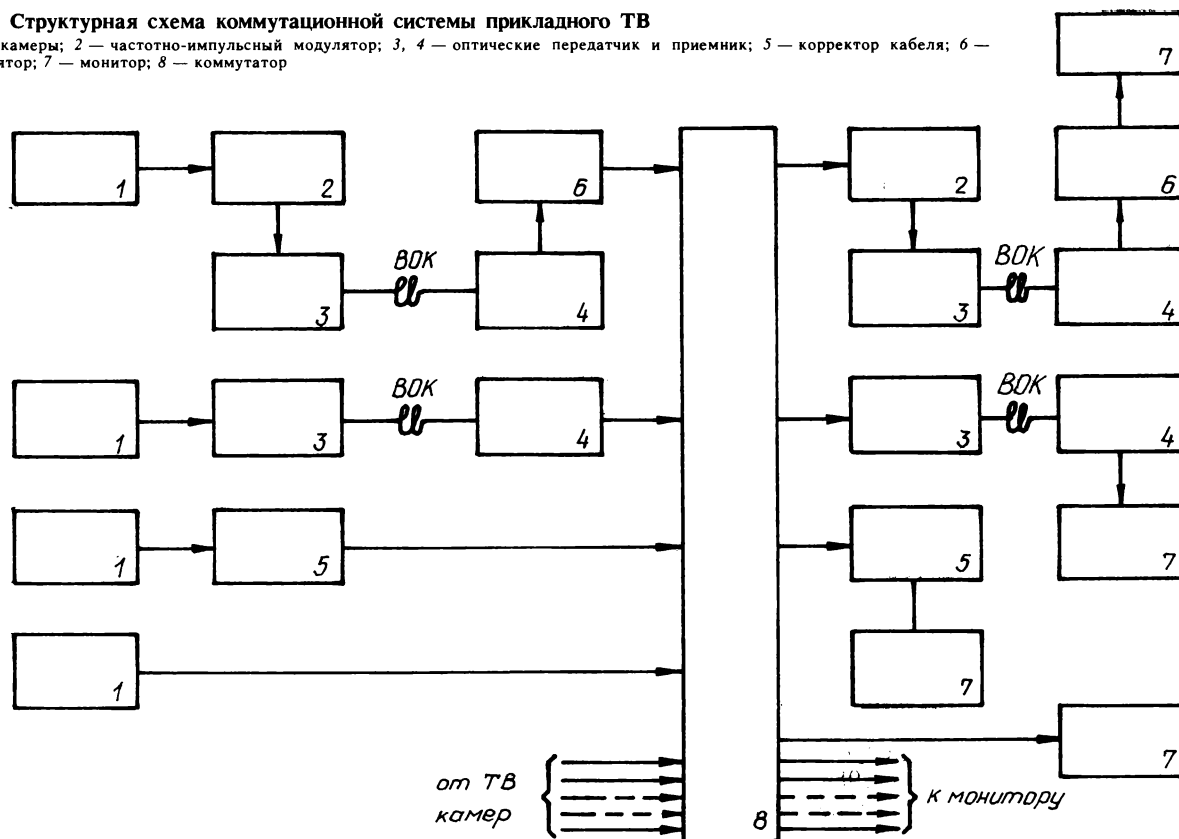 Структурная схема коммутационной системы прикладного ТВ
камеры; 2 — частотно-импульсный модулятор; 3, 4 — оптические передатчик и приемник; 5 — корректор кабеля; 6 —
ятор; 7 — монитор; 8 — коммутатор
7
1
2
6
2
6
ВОК
3
4
ВОК
3
4
1
3
ВОК
4
3
ВОК
4
1
5
5
7
1
7
7
от ТВ
камер
к монитору
8